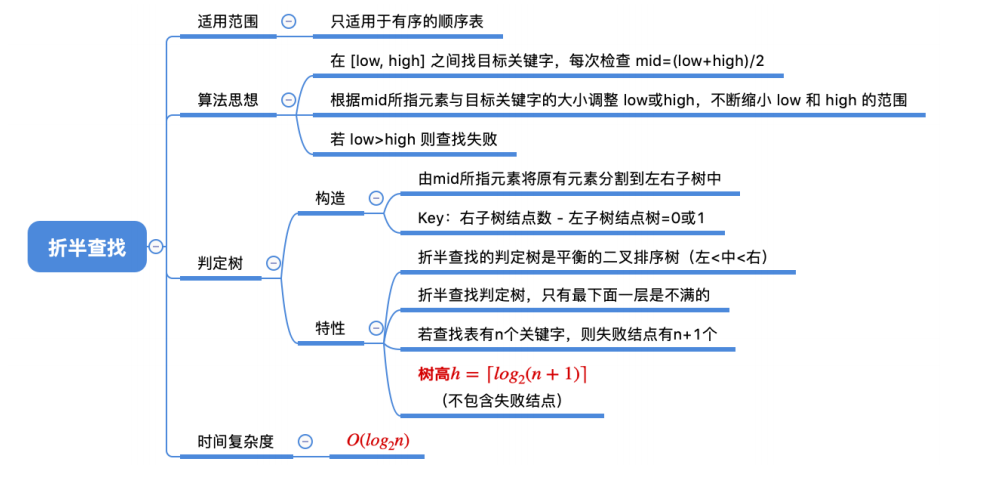 折半查找
适用范围
只适用于有序的顺序表
算法思想
在 [low, high] 之间找目标关键字，每次检查 mid=(low+high)/2
根据mid所指元素与目标关键字的大小调整 low或high，不断缩小 low 和 high 的范围
若 low>high 则查找失败
判定树
构造
由mid所指元素将原有元素分割到左右子树中
Key：右子树结点数 - 左子树结点树=0或1
特性
折半查找的判定树是平衡的二叉排序树（左<中<右）
折半查找判定树，只有最下面一层是不满的
若查找表有n个关键字，则失败结点有n+1个
树高h = ⌈log₂(n + 1)⌉
（不包含失败结点）
时间复杂度
O(log₂n)